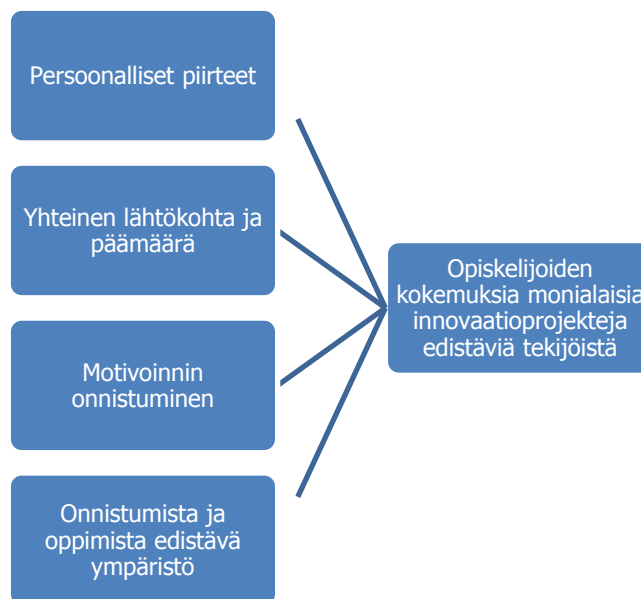 Persoonalliset piirteet
Yhteinen lähtökohta ja
päämäärä
Motivoinnin
onnistuminen
Onnistumista ja
oppimista edistävä
ympäristö
Opiskelijoiden
kokemuksia monialaisia
innovaatioprojekteja
edistäviä tekijöistä